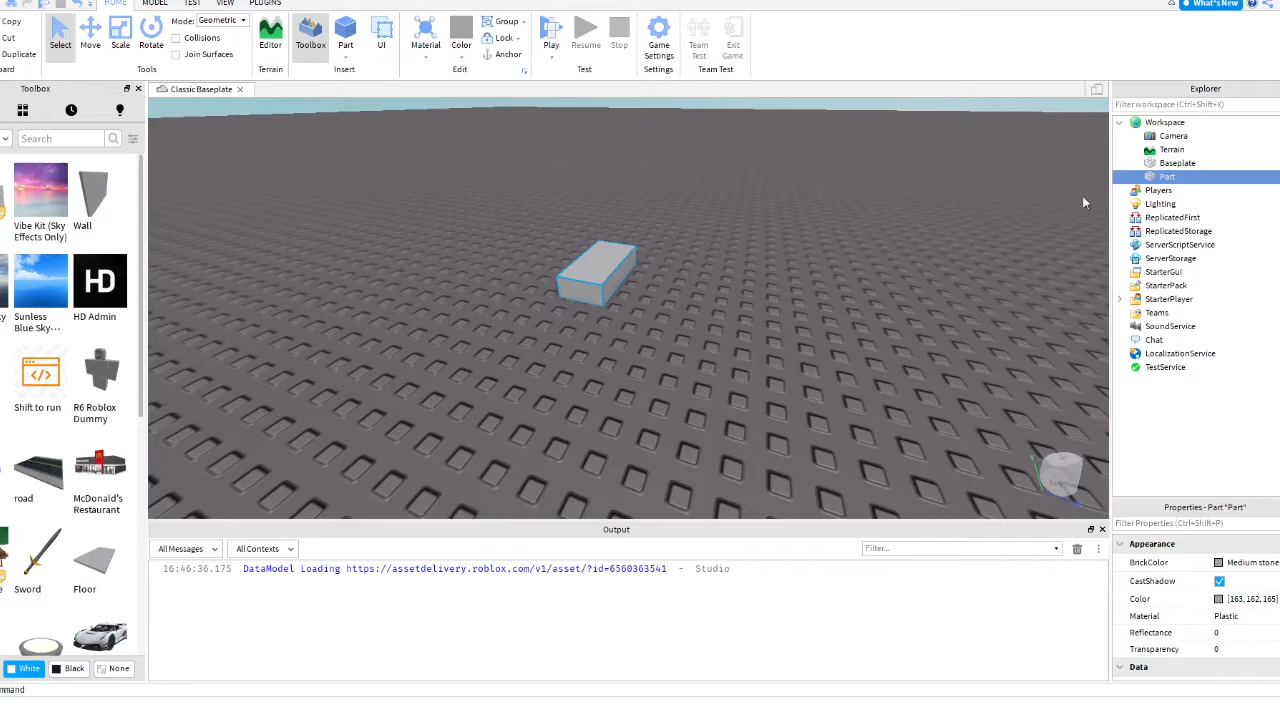 HOME MODEL TEST VIEW PLUGINS
What's New
Copy
Cut
Duplicate
Select
Move
Scale
Rotate
Mode: Geometric
Collisions
Join Surfaces
Tools
Editor
Terrain
Toolbox
Part
UI
Insert
Material
Color
Group
Lock
Anchor
Edit
Play
Resume
Stop
Test
Game Settings
Settings
Team Test
Exit Game
Team Test
Toolbox
Search
Vibe Kit (Sky
Effects Only)
Wall
Sunless
Blue Sky...
HD
HD Admin
Shift to run
R6 Roblox
Dummy
road
McDonald's
Restaurant
Sword
Floor
White
Black
None
Classic Baseplate
Output
All Messages
All Contexts
Filter...
16:46:36.175 DataModel Loading https://assetdelivery.roblox.com/v1/asset/?id=6560363541 - Studio
Explorer
Filter workspace (Ctrl+Shift+X)
Workspace
Camera
Terrain
Baseplate
Part
Players
Lighting
ReplicatedFirst
ReplicatedStorage
ServerScriptService
ServerStorage
StarterGui
StarterPack
StarterPlayer
Teams
SoundService
Chat
LocalizationService
TestService
Properties - Part "Part"
Filter Properties (Ctrl+Shift+P)
Appearance
BrickColor Medium stone
CastShadow
Color [163, 162, 165]
Material Plastic
Reflectance 0
Transparency 0
Data